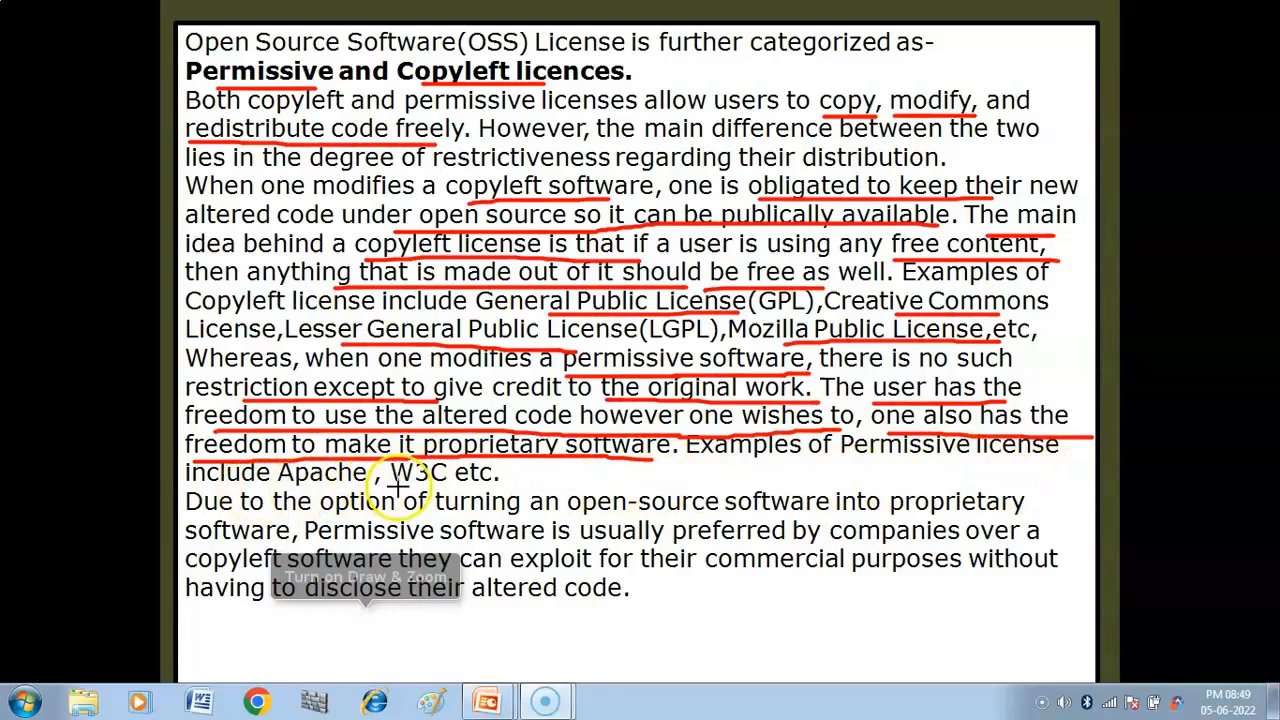 Open Source Software(OSS) License is further categorized as-
Permissive and Copyleft licences.
Both copyleft and permissive licenses allow users to copy, modify, and
redistribute code freely. However, the main difference between the two
lies in the degree of restrictiveness regarding their distribution.
When one modifies a copyleft software, one is obligated to keep their new
altered code under open source so it can be publically available. The main
idea behind a copyleft license is that if a user is using any free content,
then anything that is made out of it should be free as well. Examples of
Copyleft license include General Public License(GPL),Creative Commons
License,Lesser General Public License(LGPL),Mozilla Public License,etc,
Whereas, when one modifies a permissive software, there is no such
restriction except to give credit to the original work. The user has the
freedom to use the altered code however one wishes to, one also has the
freedom to make it proprietary software. Examples of Permissive license
include Apache , W3C etc.
Due to the option of turning an open-source software into proprietary
software, Permissive software is usually preferred by companies over a
copyleft software they can exploit for their commercial purposes without
Turn on Draw & Zoom
having to disclose their altered code.
PM 08:49
05-06-2022